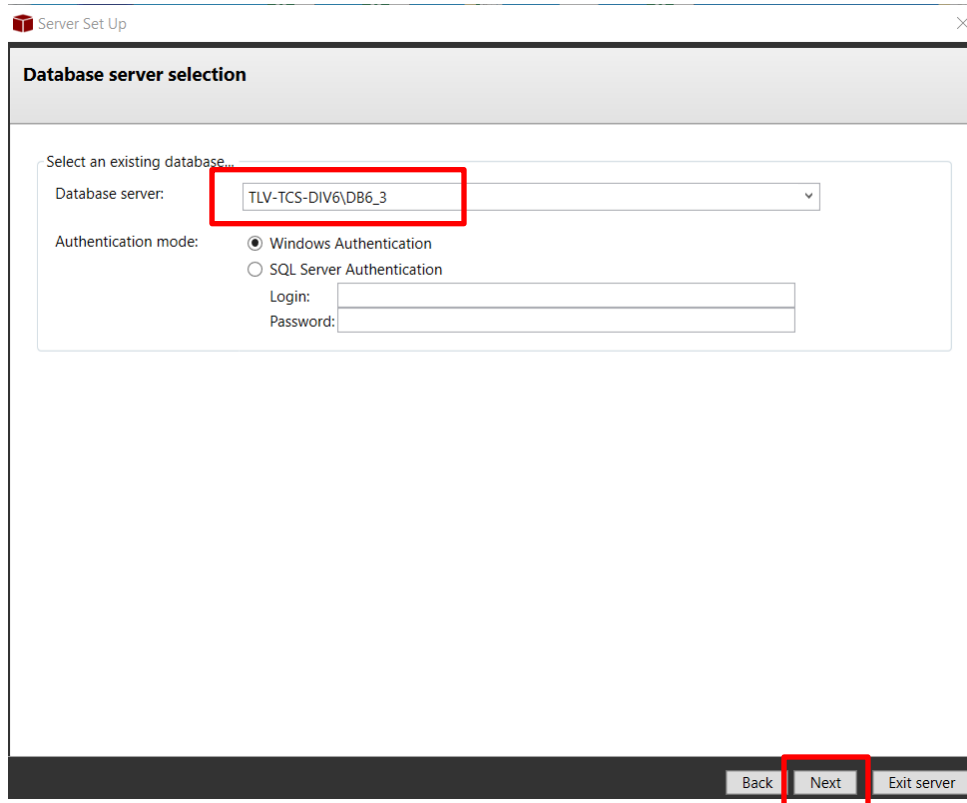 Server Set Up
Database server selection
Select an existing database...
Database server: TLV-TCS-DIV6\DB6_3
Authentication mode: Windows Authentication
SQL Server Authentication
Login:
Password:
Back Next Exit server